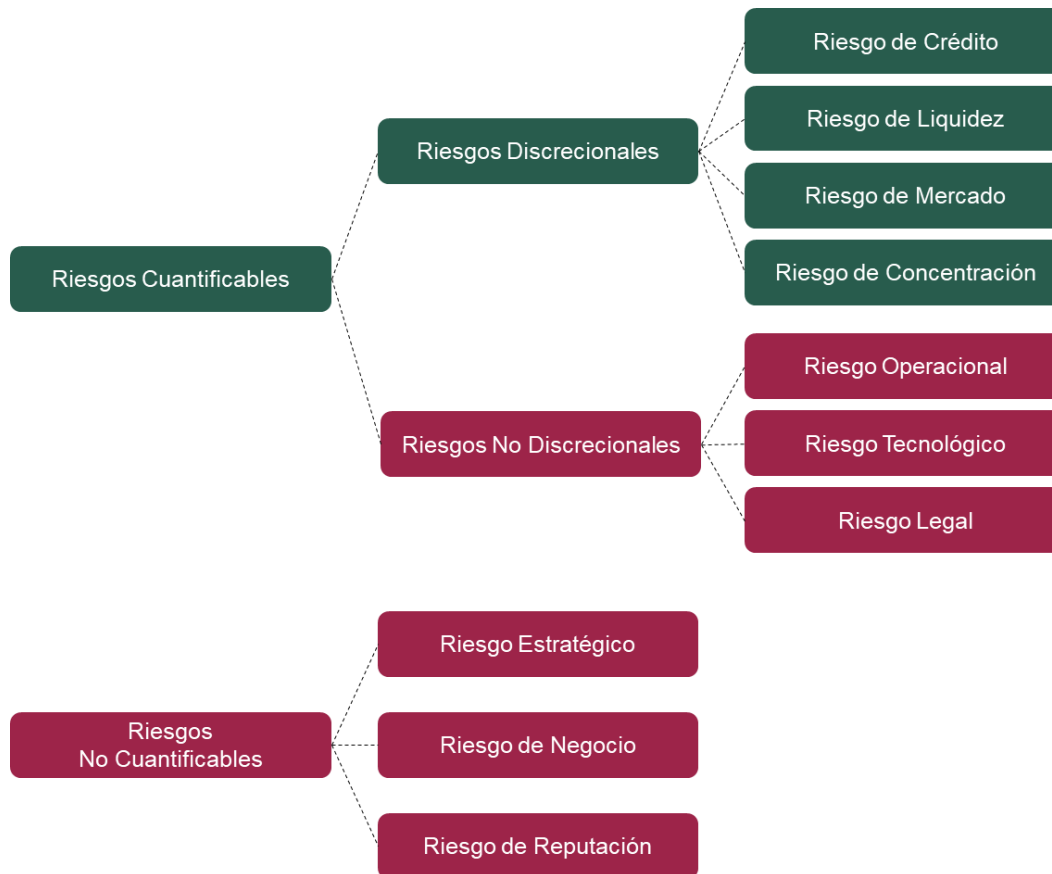 Riesgo de Crédito
Riesgo de Liquidez
Riesgos Discrecionales
Riesgo de Mercado
Riesgos Cuantificables
Riesgo de Concentración
Riesgo Operacional
Riesgos No Discrecionales
Riesgo Tecnológico
Riesgo Legal
Riesgo Estratégico
Riesgos
No Cuantificables
Riesgo de Negocio
Riesgo de Reputación